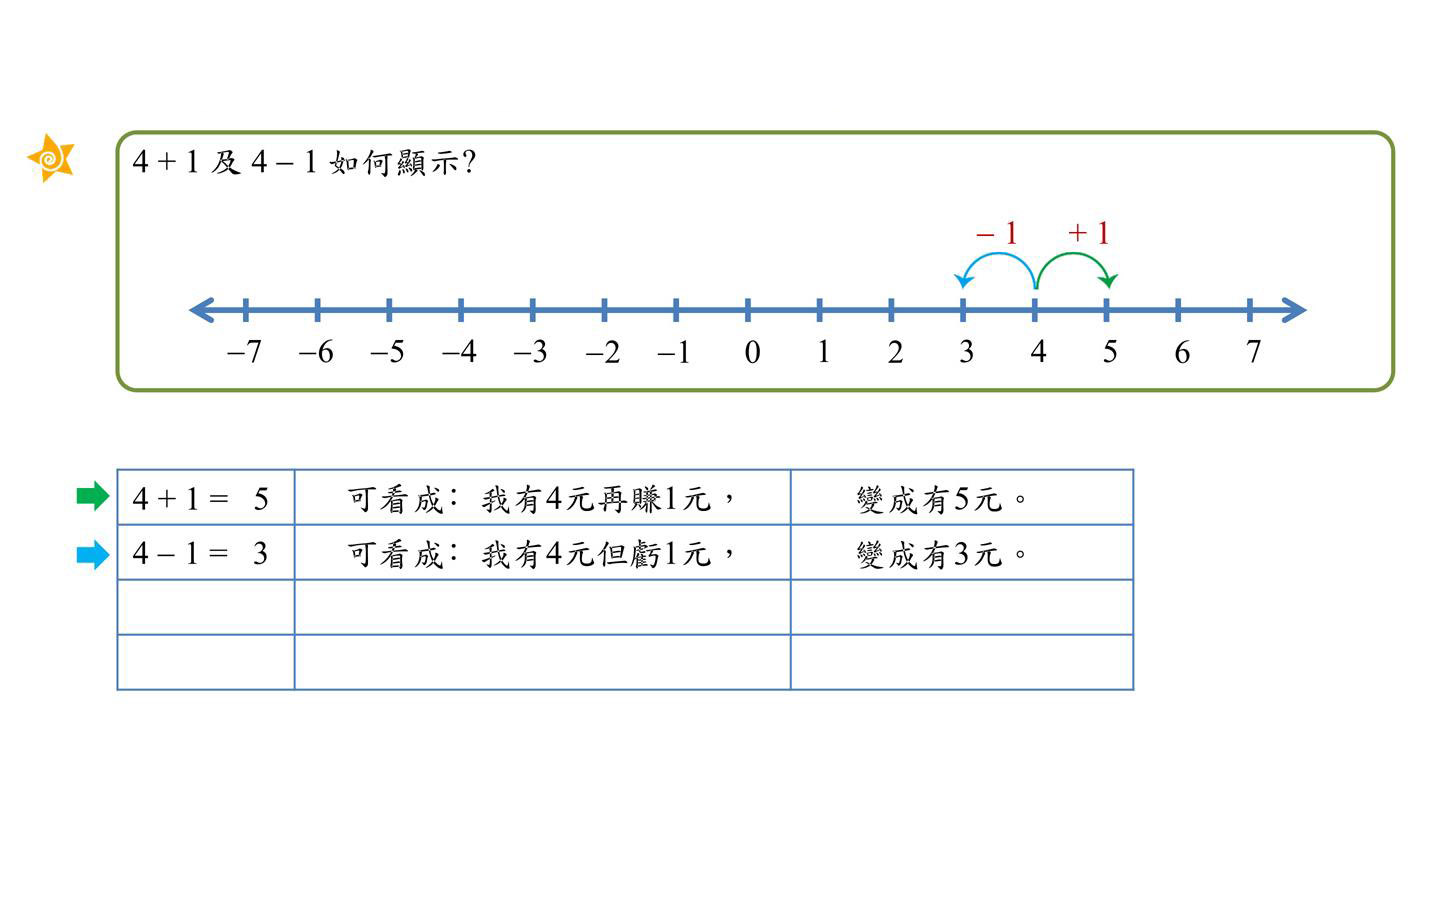 4 + 1 及 4 – 1 如何顯示?
– 1 + 1
–7 –6 –5 –4 –3 –2 –1 0 1 2 3 4 5 6 7
4 + 1 = 5 可看成：我有4元再賺1元， 變成有5元。
4 – 1 = 3 可看成：我有4元但虧1元， 變成有3元。